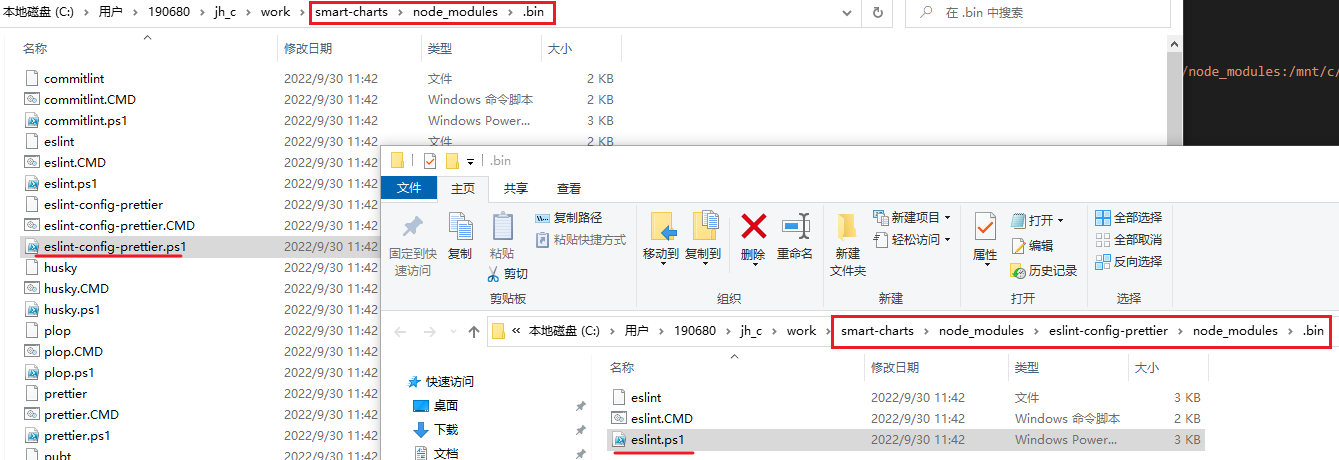 本地磁盘 (C:) 用户 190680 jh_c work smart-charts node_modules .bin 在 .bin 中搜索
名称 修改日期 类型 大小
commitlint 2022/9/30 11:42 文件 2 KB
/node_modules:/mnt/c/
commitlint.CMD 2022/9/30 11:42 Windows 命令脚本 2 KB
commitlint.ps1 2022/9/30 11:42 Windows Power... 3 KB
eslint 2022/9/30 11:42 文件 2 KB
eslint.CMD 2022/9/30 11:42
eslint.ps1 2022/9/30 11:42
eslint-config-prettier 2022/9/30 11:42
eslint-config-prettier.CMD 2022/9/30 11:42
eslint-config-prettier.ps1 2022/9/30 11:42
husky 2022/9/30 11:42
husky.CMD 2022/9/30 11:42
husky.ps1 2022/9/30 11:42
plop 2022/9/30 11:42
plop.CMD 2022/9/30 11:42
plop.ps1 2022/9/30 11:42
prettier 2022/9/30 11:42
prettier.CMD 2022/9/30 11:42
prettier.ps1 2022/9/30 11:42
.bin
文件 主页 共享 查看
固定到快速访问
复制
粘贴
复制路径
粘贴快捷方式
剪切
剪贴板
移动到 复制到 删除 重命名
组织
新建文件夹
新建项目
轻松访问
新建
属性
打开
编辑
历史记录
打开
全部选择
全部取消
反向选择
选择
« 本地磁盘 (C:) 用户 190680 jh_c work smart-charts node_modules eslint-config-prettier node_modules .bin
快速访问
桌面
下载
文档
名称 修改日期 类型 大小
eslint 2022/9/30 11:42 文件 3 KB
eslint.CMD 2022/9/30 11:42 Windows 命令脚本 2 KB
eslint.ps1 2022/9/30 11:42 Windows Power... 3 KB